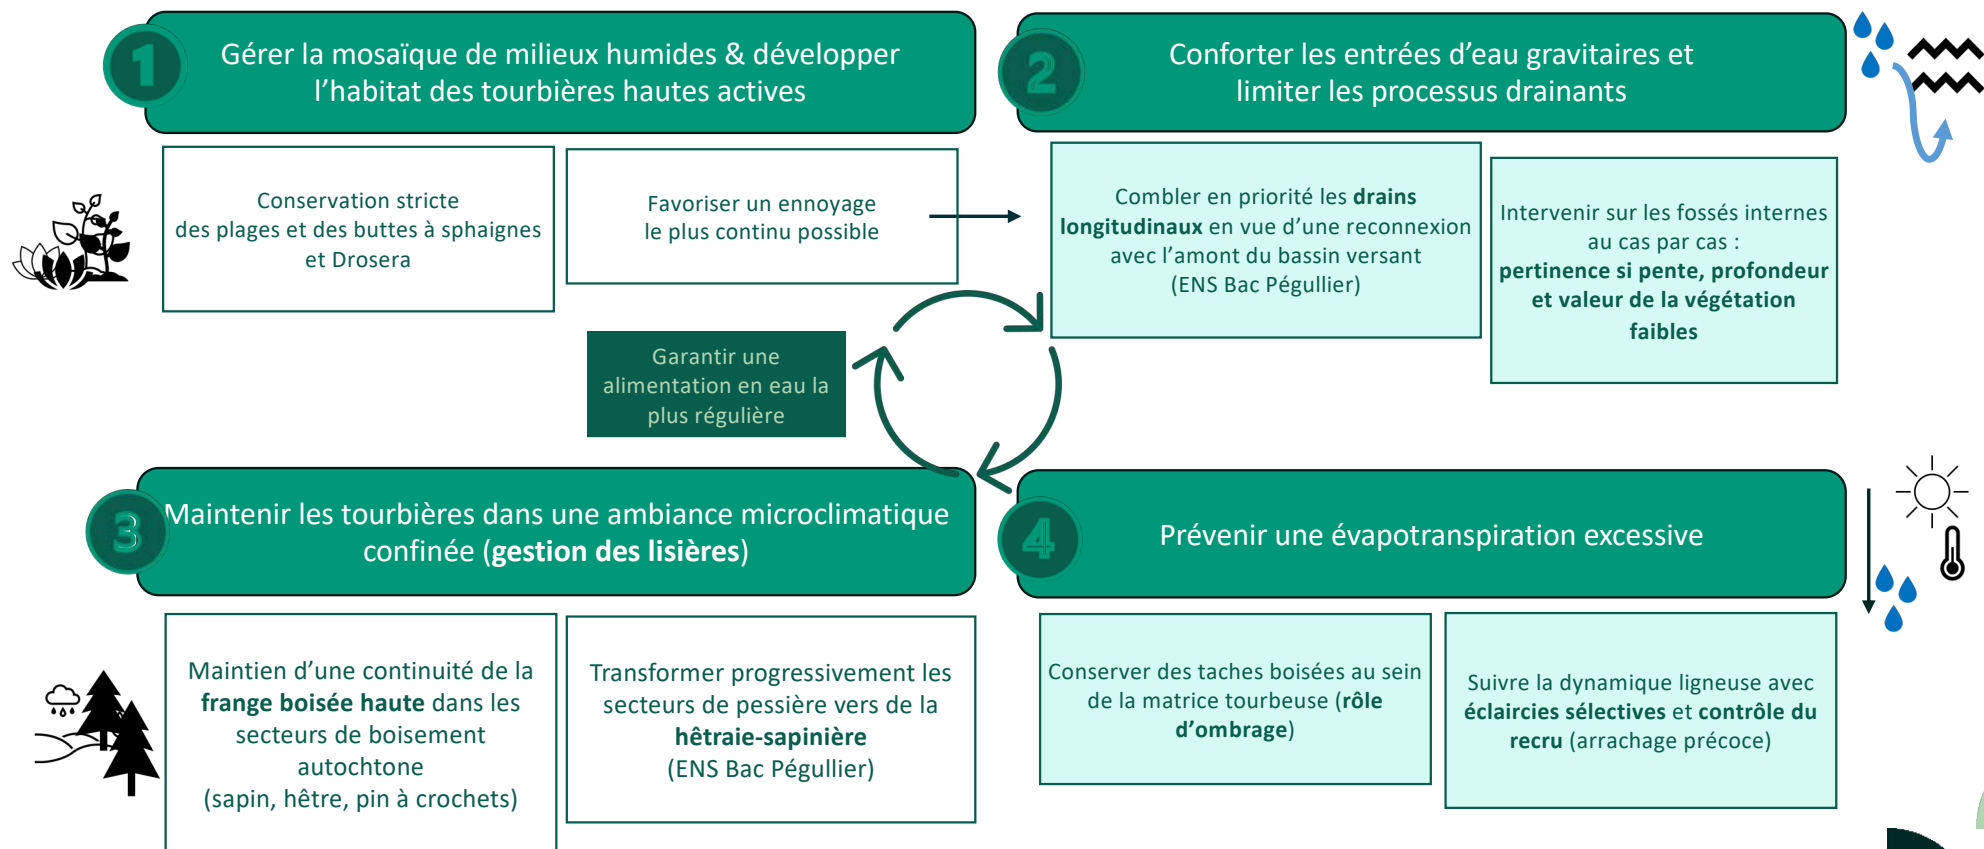 1
Gérer la mosaïque de milieux humides & développer
l’habitat des tourbières hautes actives
Conservation stricte
des plages et des buttes à sphaignes
et Drosera
Favoriser un ennoyage
le plus continu possible
2
Conforter les entrées d’eau gravitaires et
limiter les processus drainants
Combler en priorité les drains
longitudinaux en vue d’une reconnexion
avec l’amont du bassin versant
(ENS Bac Pégullier)
Intervenir sur les fossés internes
au cas par cas :
pertinence si pente, profondeur
et valeur de la végétation
faibles
Garantir une
alimentation en eau la
plus régulière
3
Maintenir les tourbières dans une ambiance microclimatique
confinée (gestion des lisières)
Maintien d’une continuité de la
frange boisée haute dans les
secteurs de boisement
autochtone
(sapin, hêtre, pin à crochets)
Transformer progressivement les
secteurs de pessière vers de la
hêtraie-sapinière
(ENS Bac Pégullier)
4
Prévenir une évapotranspiration excessive
Conserver des taches boisées au sein
de la matrice tourbeuse (rôle
d’ombrage)
Suivre la dynamique ligneuse avec
éclaircies sélectives et contrôle du
recru (arrachage précoce)